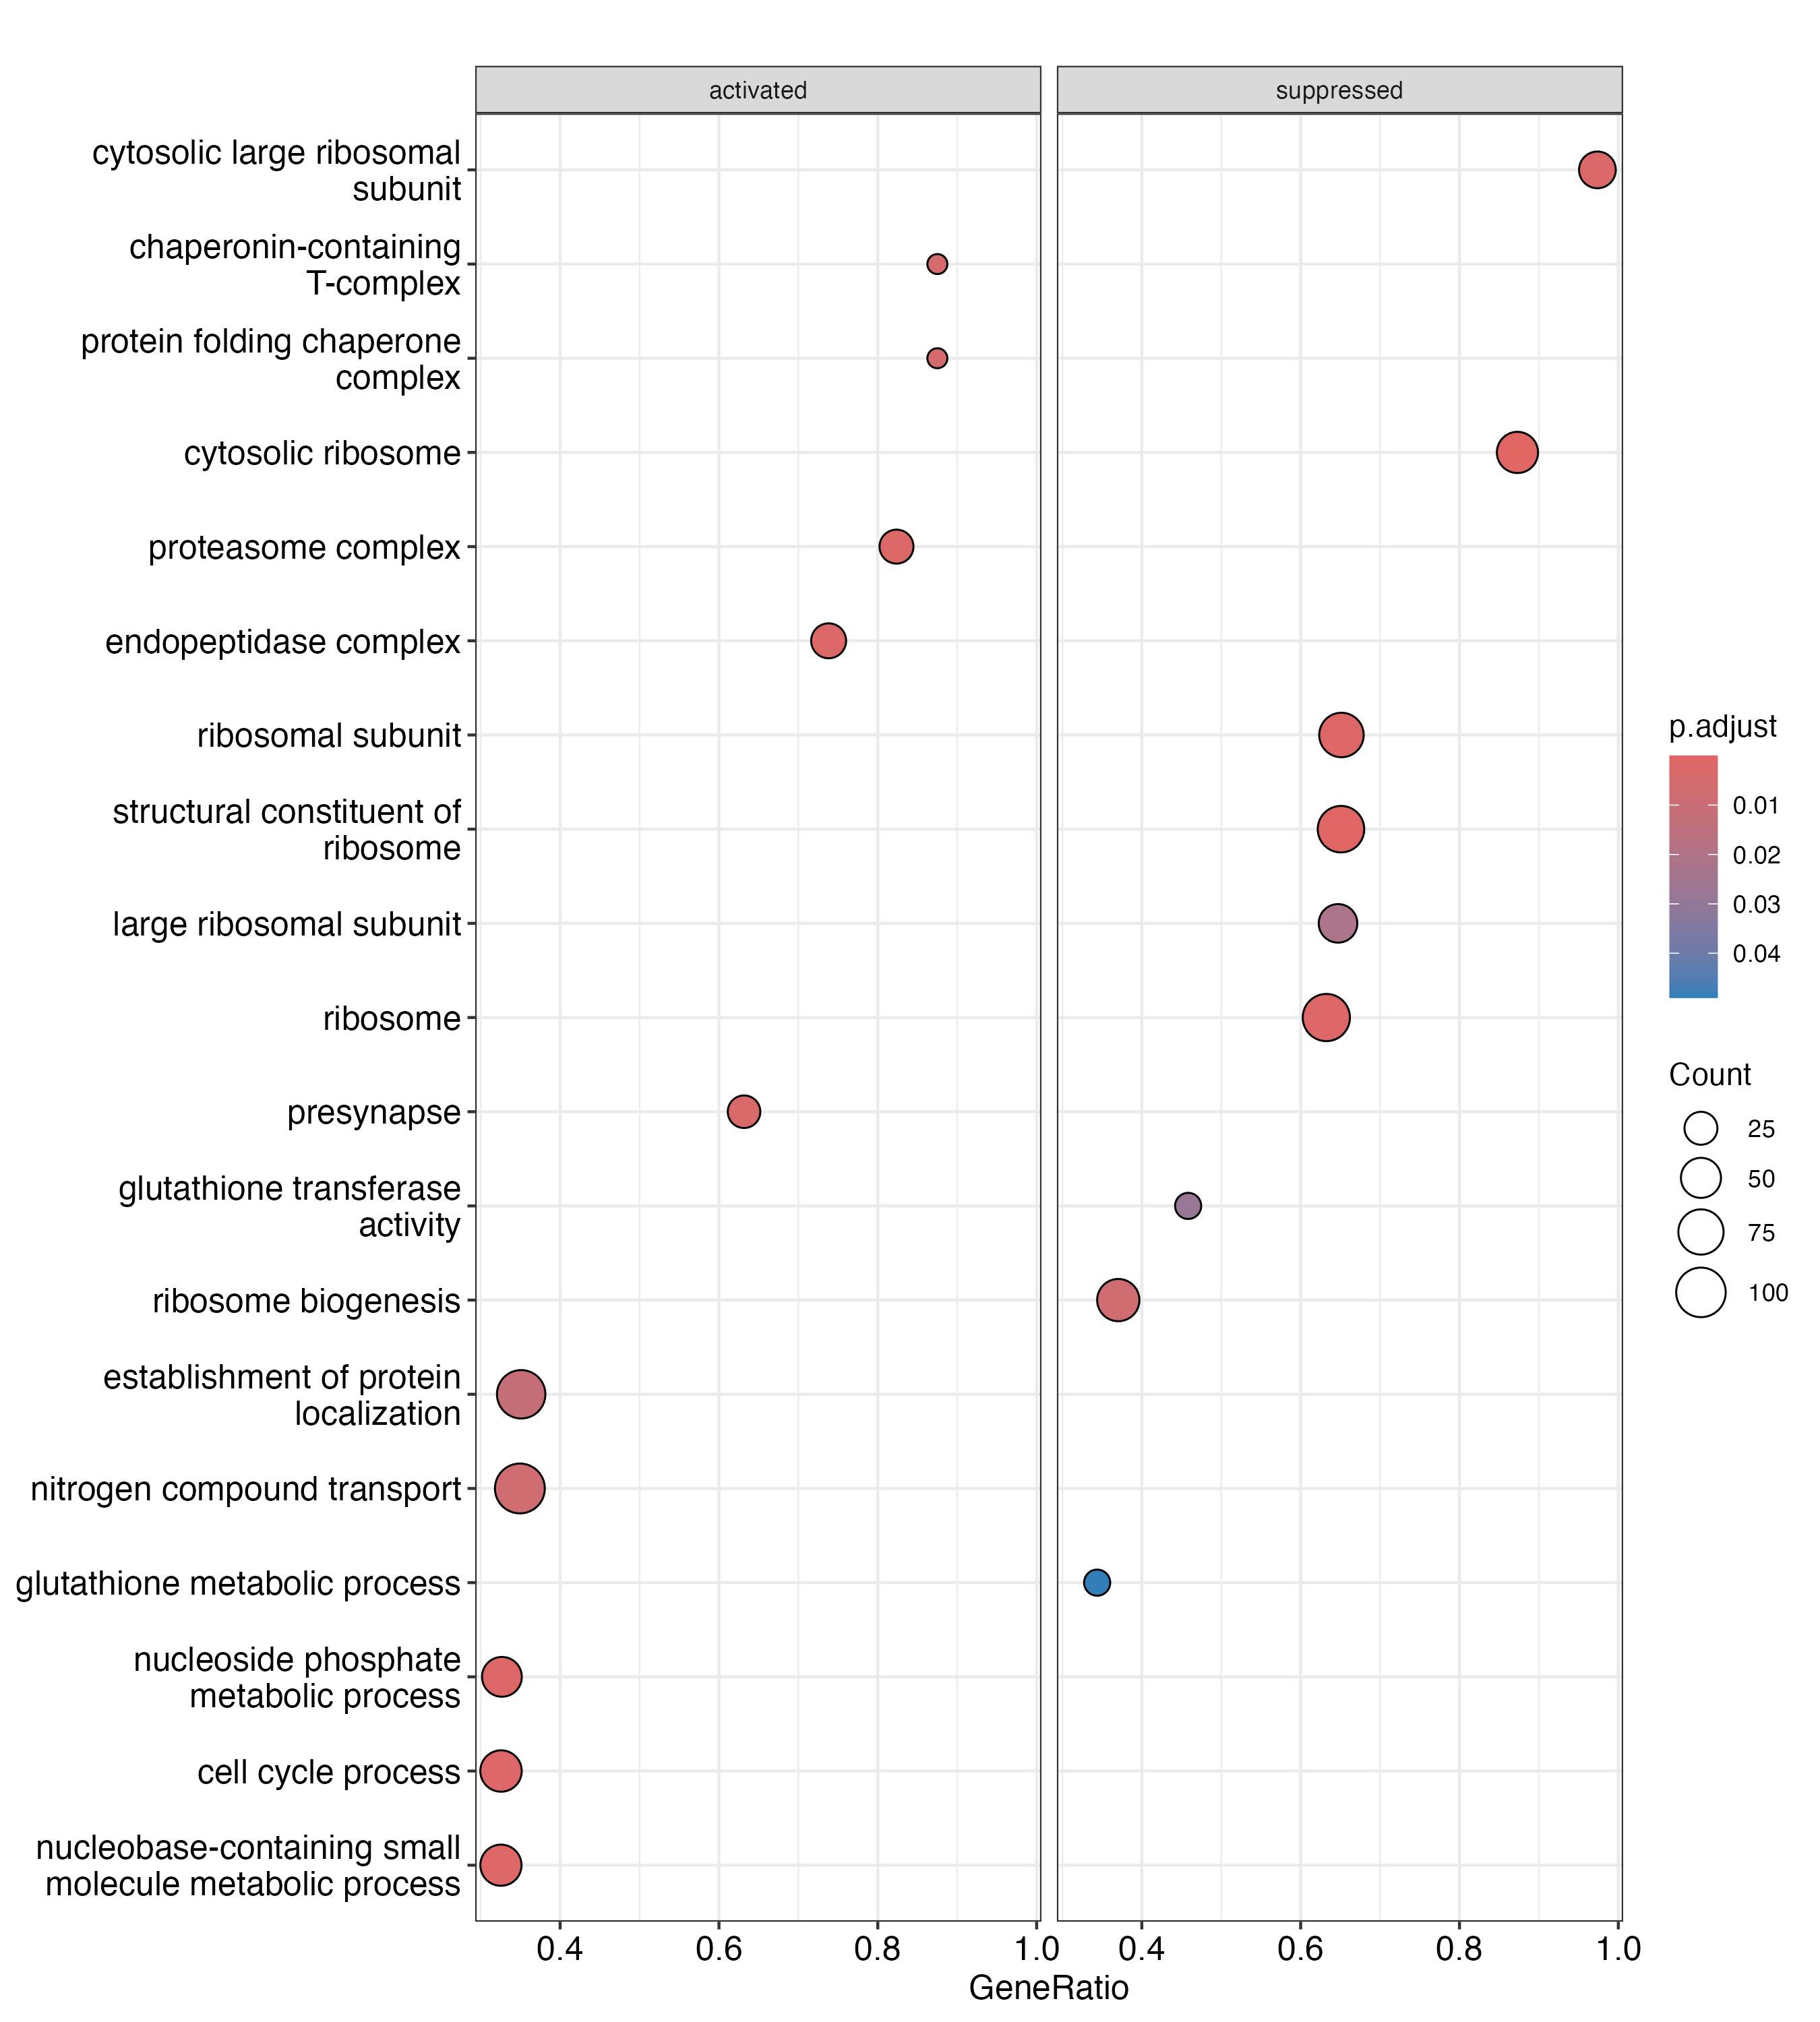 activated
suppressed
cytosolic large ribosomal
subunit
chaperonin-containing
T-complex
protein folding chaperone
complex
cytosolic ribosome
proteasome complex
endopeptidase complex
ribosomal subunit
structural constituent of
ribosome
large ribosomal subunit
ribosome
presynapse
glutathione transferase
activity
ribosome biogenesis
establishment of protein
localization
nitrogen compound transport
glutathione metabolic process
nucleoside phosphate
metabolic process
cell cycle process
nucleobase-containing small
molecule metabolic process
0.4 0.6 0.8 1.0
0.4 0.6 0.8 1.0
GeneRatio
p.adjust
0.01
0.02
0.03
0.04
Count
25
50
75
100